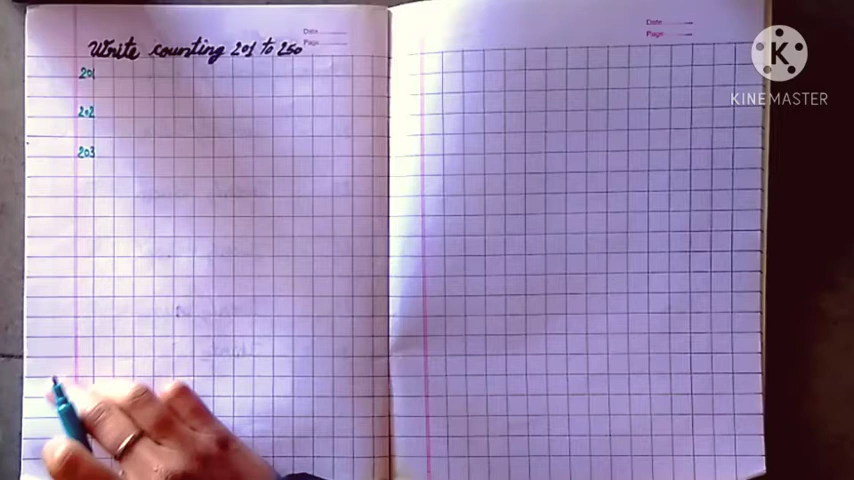 Date
Page
Write counting 201 to 250
201
202
203
Date
Page
K
KINEMASTER